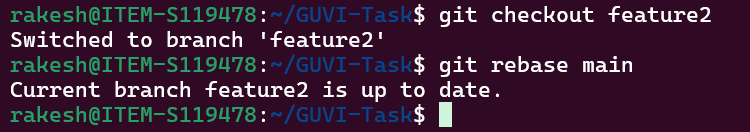 rakesh@ITEM-S119478:~/GUVI-Task$ git checkout feature2
Switched to branch 'feature2'
rakesh@ITEM-S119478:~/GUVI-Task$ git rebase main
Current branch feature2 is up to date.
rakesh@ITEM-S119478:~/GUVI-Task$